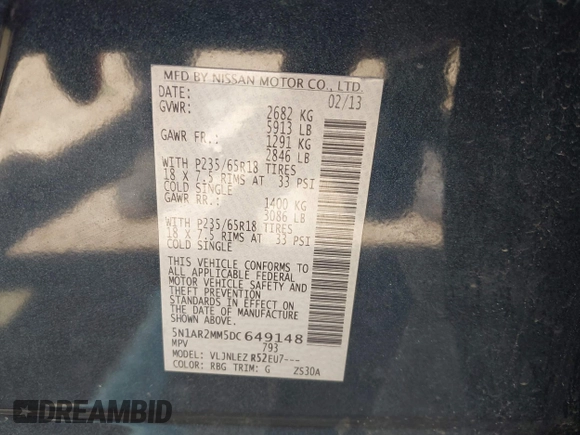 MFD BY NISSAN MOTOR CO., LTD.
DATE: 02/13
GVWR: 2682 KG
5913 LB
GAWR FR.: 1291 KG
2846 LB
WITH P235/65R18 TIRES
18 X 7.5 RIMS AT 33 PSI
COLD SINGLE
GAWR RR.: 1400 KG
3086 LB
WITH P235/65R18 TIRES
18 X 7.5 RIMS AT 33 PSI
COLD SINGLE
THIS VEHICLE CONFORMS TO
ALL APPLICABLE FEDERAL
MOTOR VEHICLE SAFETY AND
THEFT PREVENTION
STANDARDS IN EFFECT ON
THE DATE OF MANUFACTURE
SHOWN ABOVE.
5N1AR2MM5DC 649148
MPV 793
MODEL: VLJNLEZ R52EU7---
COLOR: RBG TRIM: G ZS30A
DREAMBID